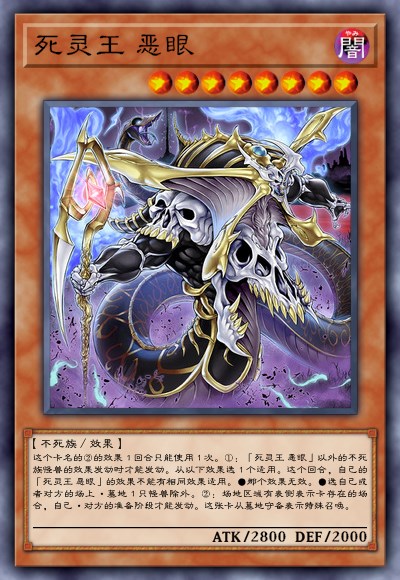 死灵王 恶眼
やみ
闇
【不死族/效果】
这个卡名的②的效果1回合只能使用1次。①：「死灵王 恶眼」以外的不死
族怪兽的效果发动时才能发动。从以下效果选1个适用。这个回合，自己的
「死灵王 恶眼」的效果不能有相同效果适用。●那个效果无效。●选自己或
者对方的场上·墓地1只怪兽除外。②：场地区域有表侧表示卡存在的场
合，自己·对方的准备阶段才能发动。这张卡从墓地守备表示特殊召唤。
ATK/2800 DEF/2000